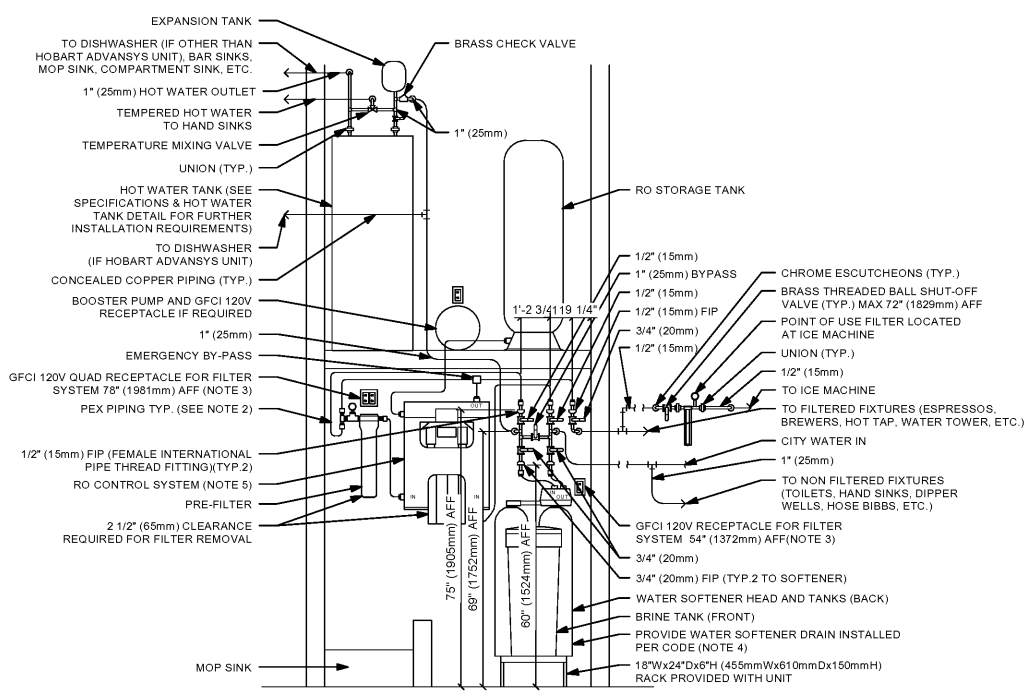 EXPANSION TANK
TO DISHWASHER (IF OTHER THAN
HOBART ADVANSYS UNIT), BAR SINKS,
MOP SINK, COMPARTMENT SINK, ETC.
1" (25mm) HOT WATER OUTLET
TEMPERED HOT WATER
TO HAND SINKS
TEMPERATURE MIXING VALVE
UNION (TYP.)
HOT WATER TANK (SEE
SPECIFICATIONS & HOT WATER
TANK DETAIL FOR FURTHER
INSTALLATION REQUIREMENTS)
TO DISHWASHER
(IF HOBART ADVANSYS UNIT)
CONCEALED COPPER PIPING (TYP.)
BOOSTER PUMP AND GFCI 120V
RECEPTACLE IF REQUIRED
1" (25mm)
EMERGENCY BY-PASS
GFCI 120V QUAD RECEPTACLE FOR FILTER
SYSTEM 78" (1981mm) AFF (NOTE 3)
PEX PIPING TYP. (SEE NOTE 2)
1/2" (15mm) FIP (FEMALE INTERNATIONAL
PIPE THREAD FITTING)(TYP.2)
RO CONTROL SYSTEM (NOTE 5)
PRE-FILTER
2 1/2" (65mm) CLEARANCE
REQUIRED FOR FILTER REMOVAL
MOP SINK
BRASS CHECK VALVE
1" (25mm)
RO STORAGE TANK
1/2" (15mm)
1" (25mm) BYPASS
1/2" (15mm)
1/2" (15mm) FIP
3/4" (20mm)
1/2" (15mm)
1'-2 3/4"
19 1/4"
OUT
IN
IN
IN
OUT
75" (1905mm) AFF
69" (1752mm) AFF
60" (1524mm) AFF
CHROME ESCUTCHEONS (TYP.)
BRASS THREADED BALL SHUT-OFF
VALVE (TYP.) MAX 72" (1829mm) AFF
POINT OF USE FILTER LOCATED
AT ICE MACHINE
UNION (TYP.)
1/2" (15mm)
TO ICE MACHINE
TO FILTERED FIXTURES (ESPRESSOS,
BREWERS, HOT TAP, WATER TOWER, ETC.)
CITY WATER IN
1" (25mm)
TO NON FILTERED FIXTURES
(TOILETS, HAND SINKS, DIPPER
WELLS, HOSE BIBBS, ETC.)
GFCI 120V RECEPTACLE FOR FILTER
SYSTEM 54" (1372mm) AFF(NOTE 3)
3/4" (20mm)
3/4" (20mm) FIP (TYP.2 TO SOFTENER)
WATER SOFTENER HEAD AND TANKS (BACK)
BRINE TANK (FRONT)
PROVIDE WATER SOFTENER DRAIN INSTALLED
PER CODE (NOTE 4)
18"Wx24"Dx6"H (455mmWx610mmDx150mmH)
RACK PROVIDED WITH UNIT